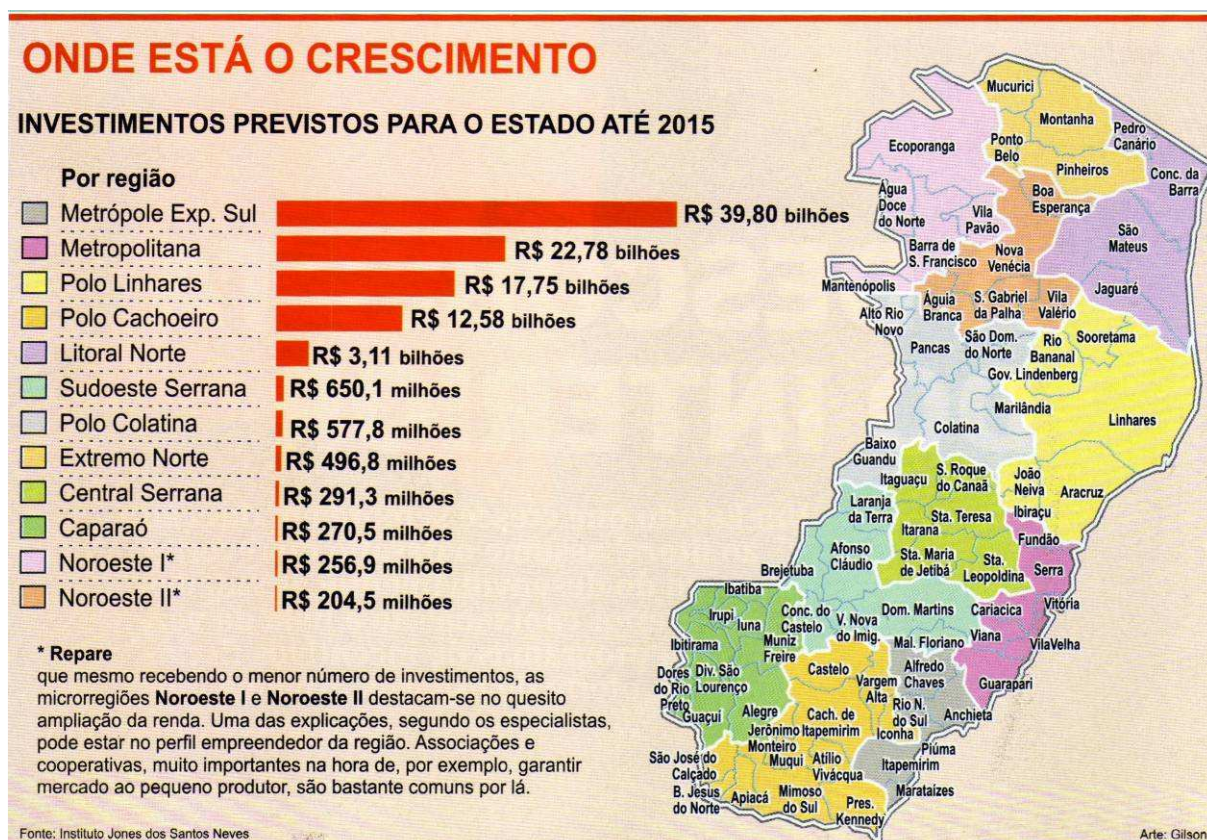 ONDE ESTÁ O CRESCIMENTO
INVESTIMENTOS PREVISTOS PARA O ESTADO ATÉ 2015
Por região
Metrópole Exp. Sul R$ 39,80 bilhões
Metropolitana R$ 22,78 bilhões
Polo Linhares R$ 17,75 bilhões
Polo Cachoeiro R$ 12,58 bilhões
Litoral Norte R$ 3,11 bilhões
Sudoeste Serrana R$ 650,1 milhões
Polo Colatina R$ 577,8 milhões
Extremo Norte R$ 496,8 milhões
Central Serrana R$ 291,3 milhões
Caparaó R$ 270,5 milhões
Noroeste I* R$ 256,9 milhões
Noroeste II* R$ 204,5 milhões
* Repare
que mesmo recebendo o menor número de investimentos, as
microrregiões Noroeste I e Noroeste II destacam-se no quesito
ampliação da renda. Uma das explicações, segundo os especialistas,
pode estar no perfil empreendedor da região. Associações e
cooperativas, muito importantes na hora de, por exemplo, garantir
mercado ao pequeno produtor, são bastante comuns por lá.
Fonte: Instituto Jones dos Santos Neves
Mucurici
Montanha
Pedro
Canário
Ecoporanga
Ponto
Belo
Pinheiros
Conc. da
Barra
Água
Doce
do Norte
Vila
Pavão
Boa
Esperança
São
Mateus
Barra de
S. Francisco
Nova
Venécia
Mantenópolis
Águia
Branca
S. Gabriel
da Palha
Vila
Valério
Jaguaré
Alto Rio
Novo
Pancas
São Dom.
do Norte
Rio
Bananal
Sooretama
Gov. Lindenberg
Marilândia
Linhares
Colatina
Baixo
Guandu
Itaguaçu
S. Roque
do Canaã
João
Neiva
Aracruz
Laranja
da Terra
Itarana
Sta. Teresa
Ibiraçu
Fundão
Afonso
Cláudio
Sta. Maria
de Jetibá
Sta.
Leopoldina
Serra
Brejetuba
Ibatiba
Conc. do
Castelo
Dom. Martins
Cariacica
Vitória
Irupi
Iuna
V. Nova
do Imig.
Viana
VilaVelha
Ibitirama
Muniz
Freire
Mal. Floriano
Castelo
Alfredo
Chaves
Guarapari
Dores
do Rio
Preto
Div. São
Lourenço
Vargem
Alta
Rio N.
do Sul
Anchieta
Guaçuí
Alegre
Cach. de
Itapemirim
Iconha
Jerônimo
Monteiro
Piúma
São José do
Calçado
Muqui
Atílio
Vivácqua
Itapemirim
B. Jesus
do Norte
Apiacá
Mimoso
do Sul
Marataízes
Pres.
Kennedy
Arte: Gilson